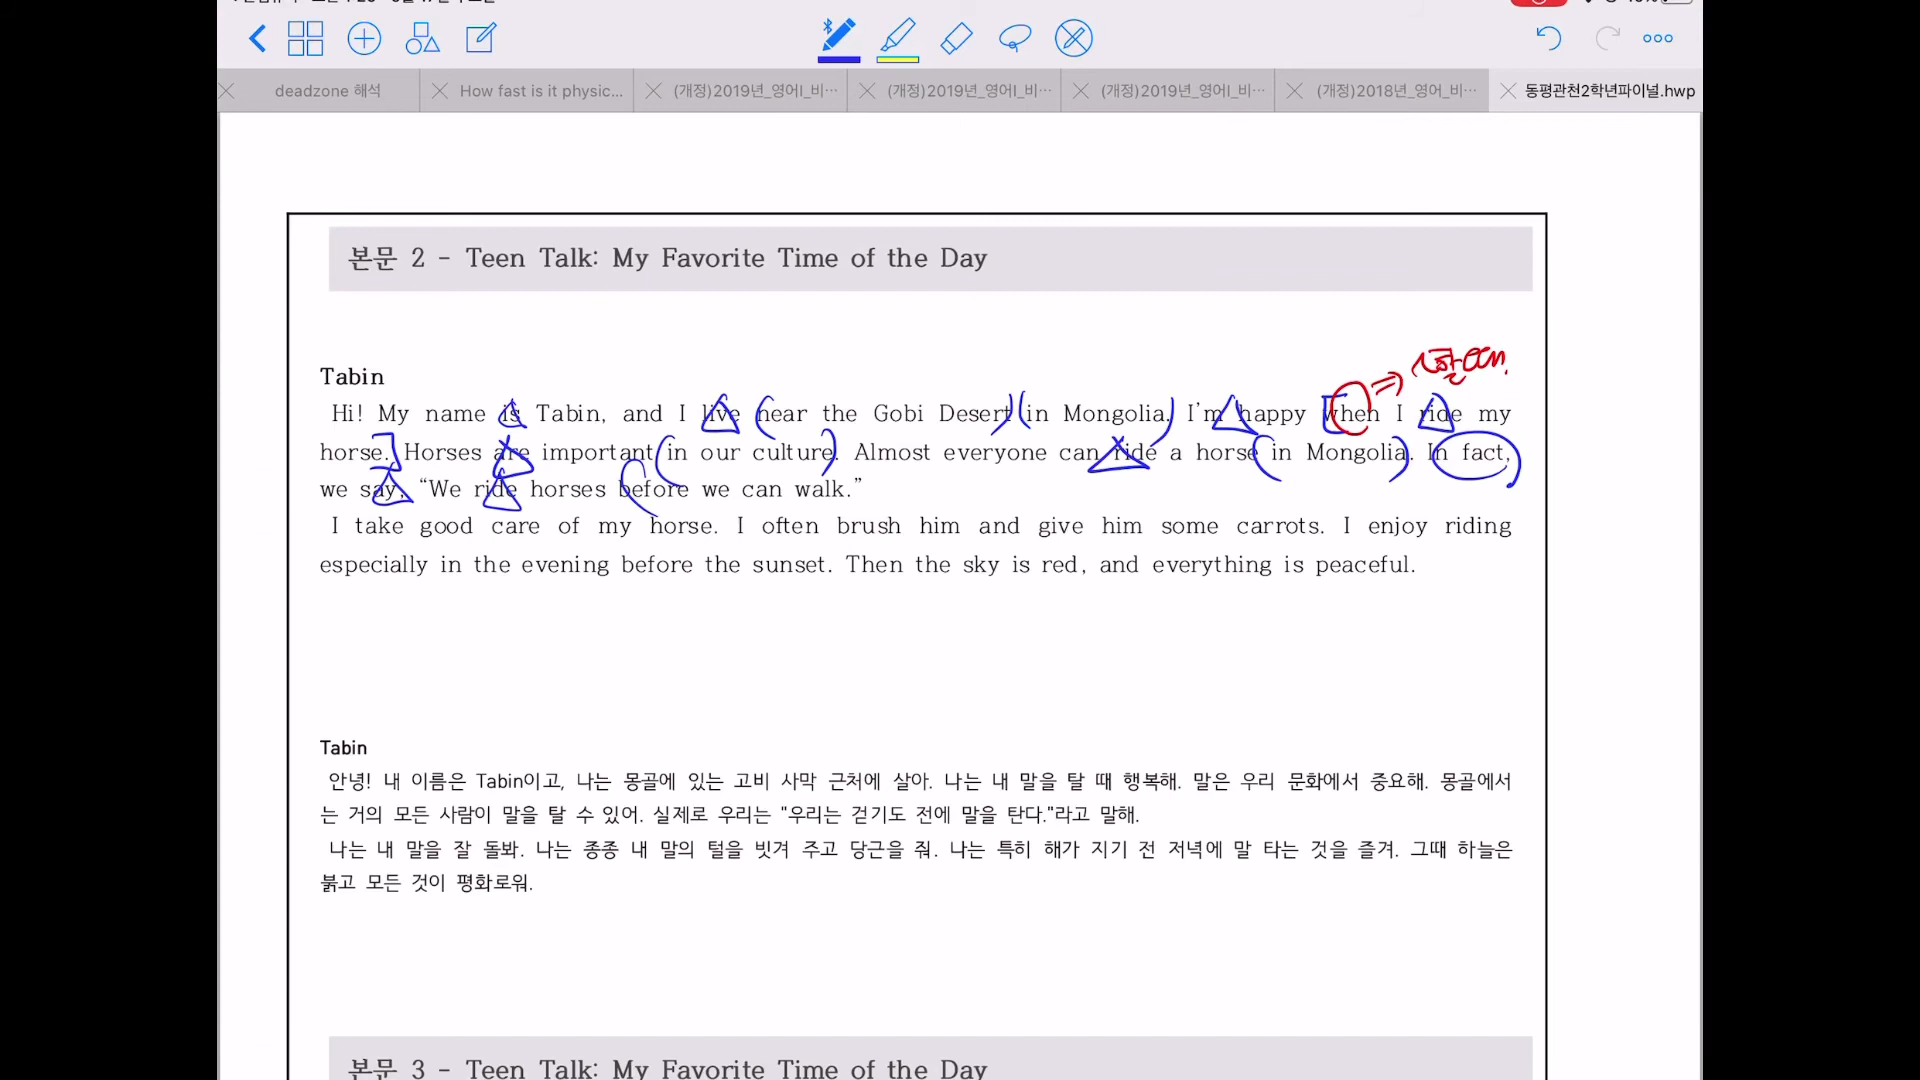 deadzone 해석
How fast is it physic...
(개정)2019년_영어I_비...
(개정)2019년_영어I_비...
(개정)2019년_영어I_비...
(개정)2018년_영어_비...
동평관천2학년파이널.hwp
본문 2 - Teen Talk: My Favorite Time of the Day
Tabin
Hi! My name is Tabin, and I live near the Gobi Desert in Mongolia. I'm happy when I ride my
horse. Horses are important in our culture. Almost everyone can ride a horse in Mongolia. In fact,
we say, “We ride horses before we can walk.”
I take good care of my horse. I often brush him and give him some carrots. I enjoy riding
especially in the evening before the sunset. Then the sky is red, and everything is peaceful.
Tabin
안녕! 내 이름은 Tabin이고, 나는 몽골에 있는 고비 사막 근처에 살아. 나는 내 말을 탈 때 행복해. 말은 우리 문화에서 중요해. 몽골에서
는 거의 모든 사람이 말을 탈 수 있어. 실제로 우리는 "우리는 걷기도 전에 말을 탄다."라고 말해.
나는 내 말을 잘 돌봐. 나는 종종 내 말의 털을 빗겨 주고 당근을 줘. 나는 특히 해가 지기 전 저녁에 말 타는 것을 즐겨. 그때 하늘은
붉고 모든 것이 평화로워.
본문 3 - Teen Talk: My Favorite Time of the Day